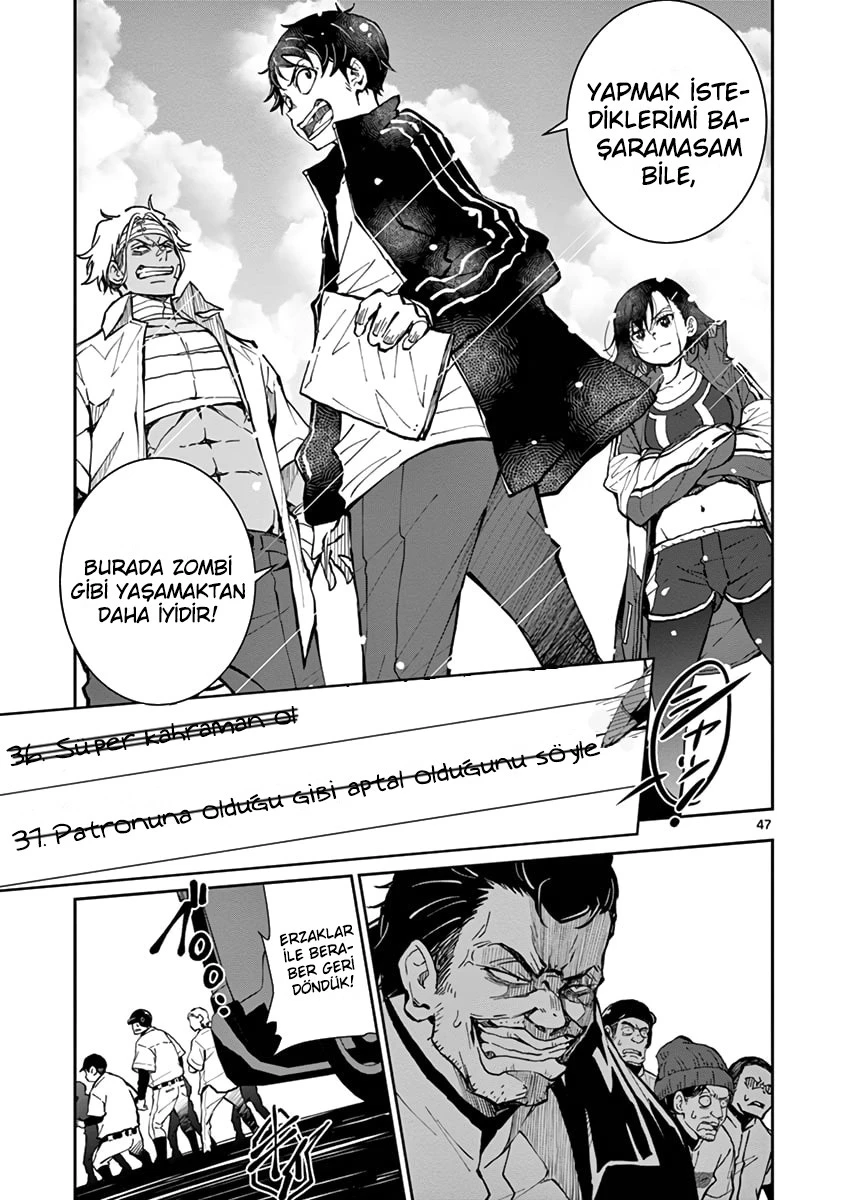 YAPMAK İSTE-
DİKLERİMİ BA-
ŞARAMASAM
BİLE,
BURADA ZOMBİ
GİBİ YAŞAMAKTAN
DAHA İYİDİR!
36. Süper kahraman ol
37. Patronuna olduğu gibi aptal olduğunu söyle
47
ERZAKLAR
İLE BERA-
BER GERİ
DÖNDÜK!